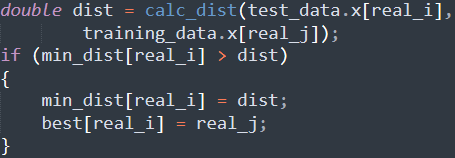 double dist = calc_dist(test_data.x[real_i],
training_data.x[real_j]);
if (min_dist[real_i] > dist)
{
min_dist[real_i] = dist;
best[real_i] = real_j;
}